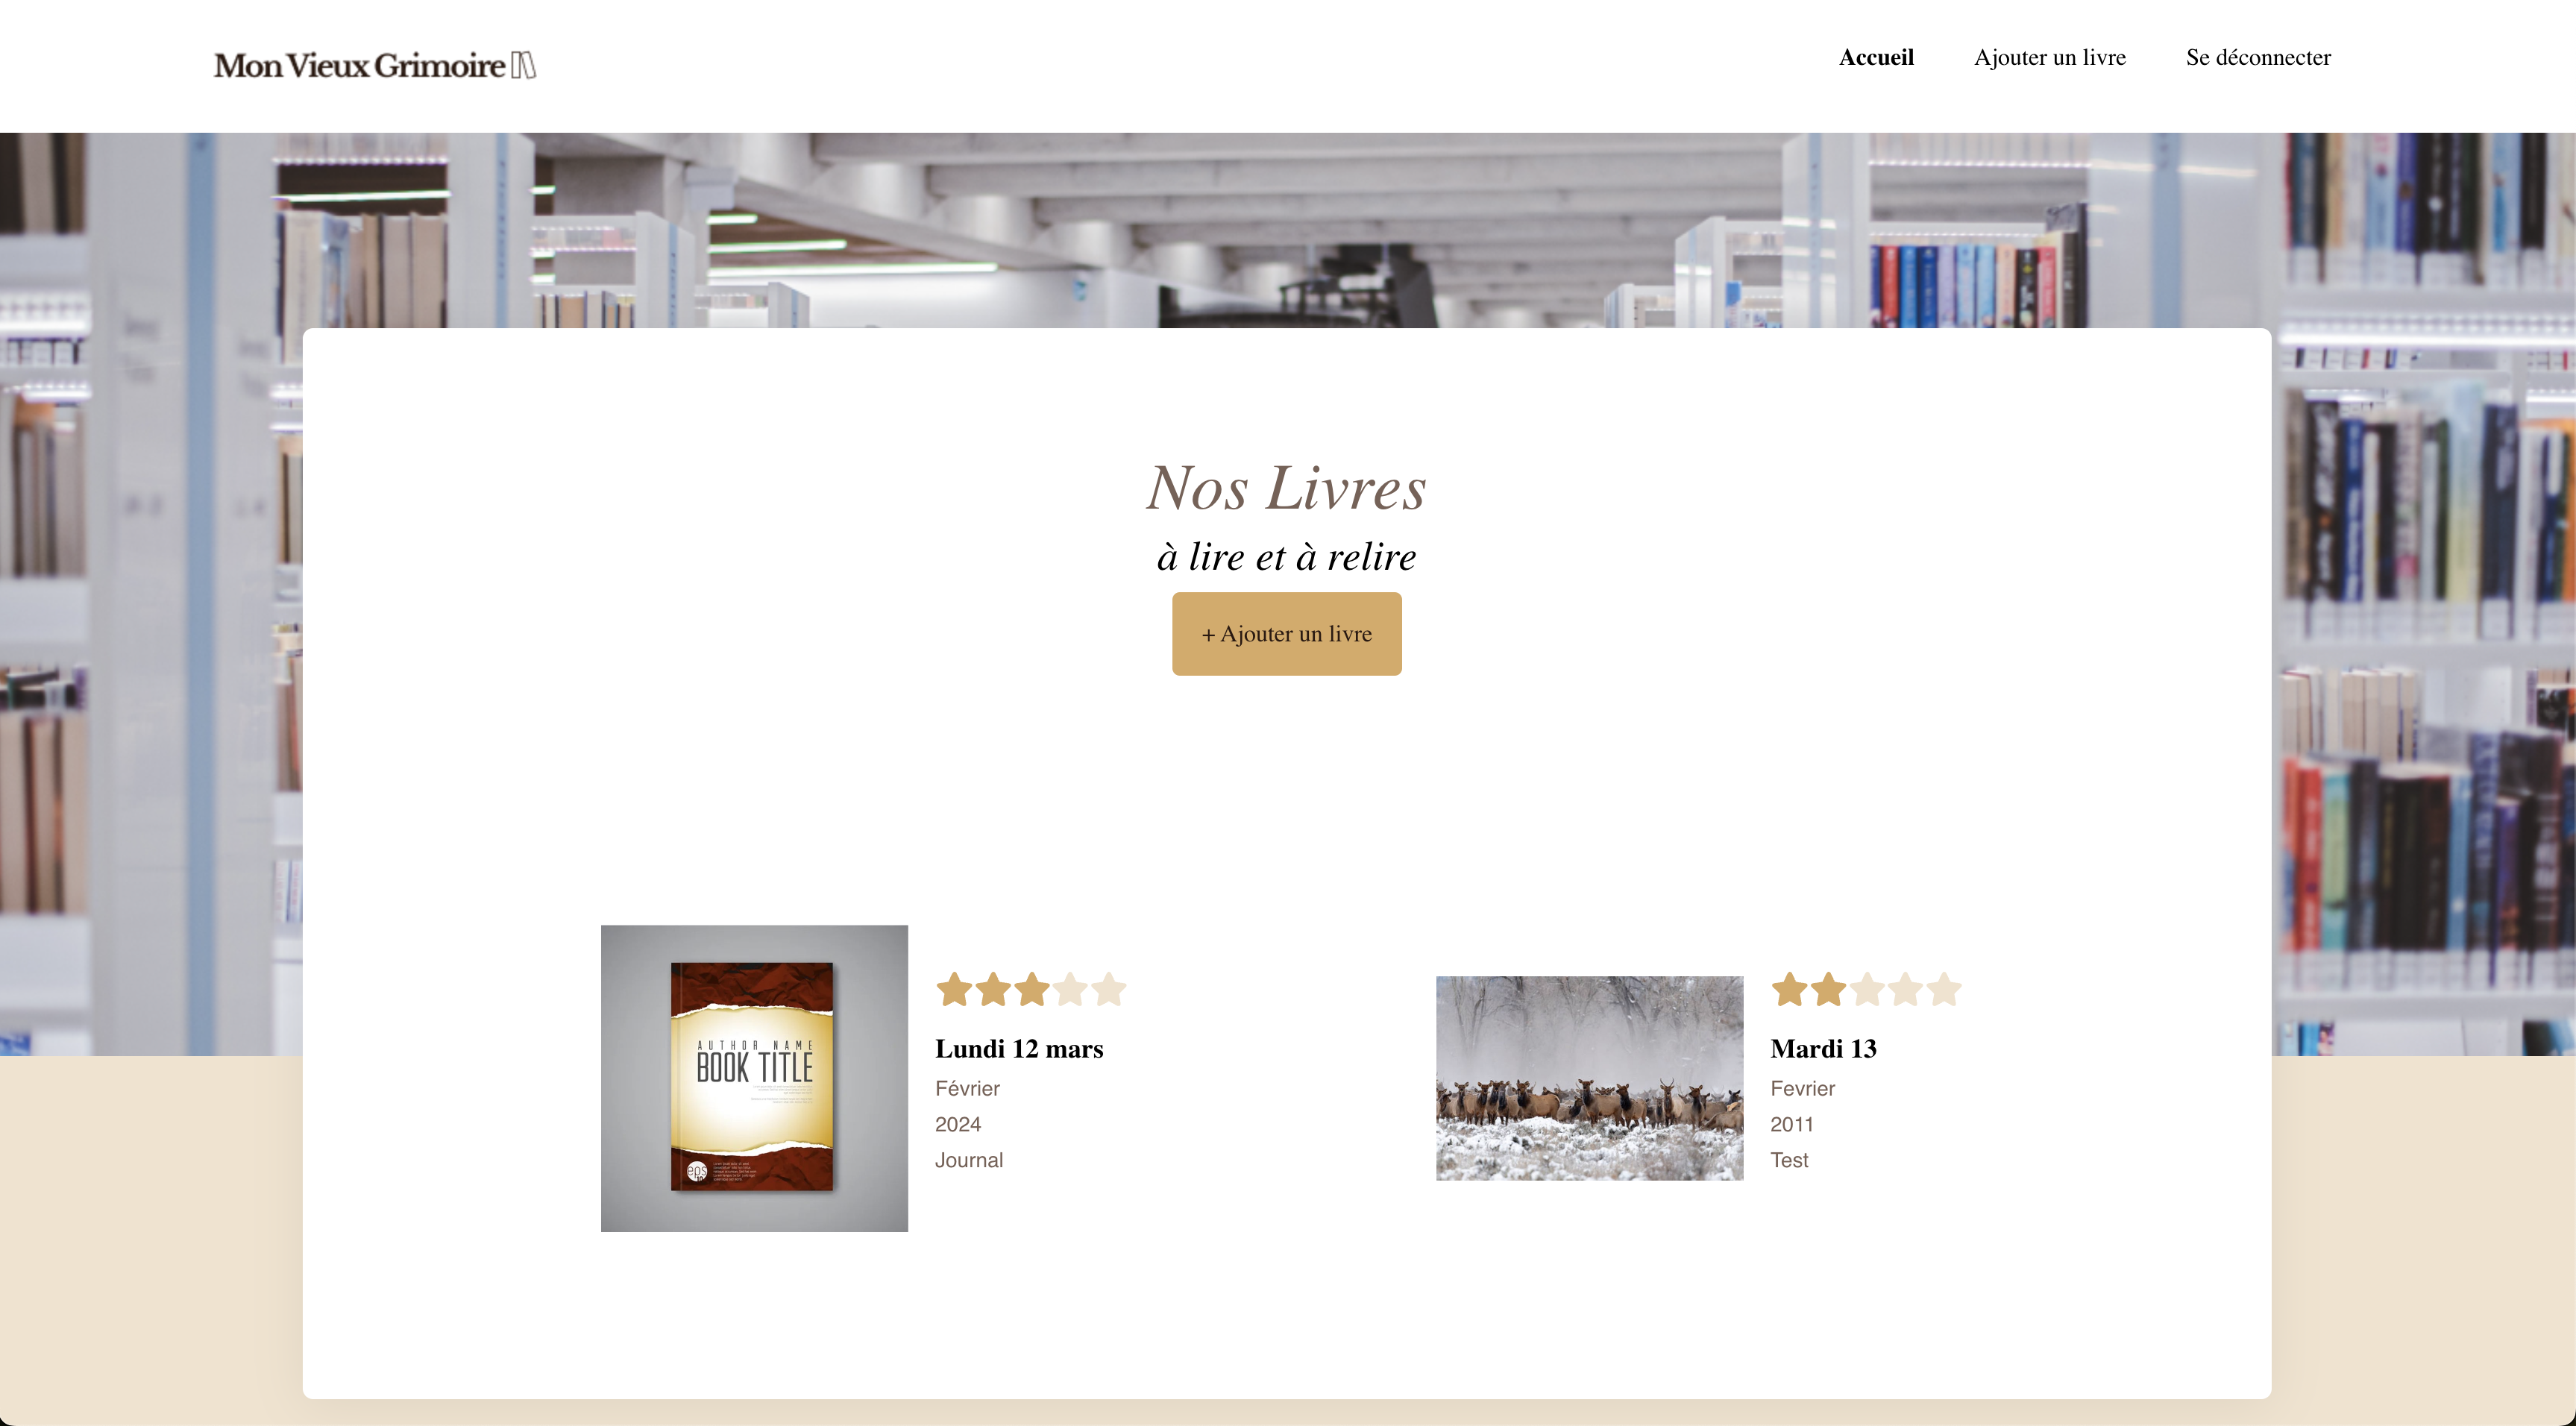 Mon Vieux Grimoire
Accueil
Ajouter un livre
Se déconnecter
Nos Livres
à lire et à relire
+ Ajouter un livre
AUTHOR NAME
BOOK TITLE
eps
Lundi 12 mars
Février
2024
Journal
Mardi 13
Fevrier
2011
Test